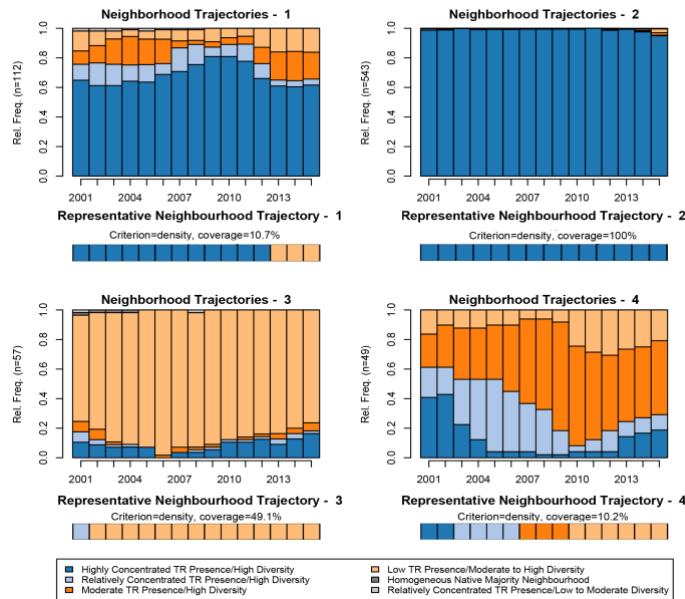 Neighborhood Trajectories - 1
Rel. Freq. (n=112)
0.0 0.2 0.4 0.6 0.8 1.0
2001 2004 2007 2010 2013
Representative Neighbourhood Trajectory - 1
Criterion=density, coverage=10.7%
Neighborhood Trajectories - 2
Rel. Freq. (n=543)
0.0 0.2 0.4 0.6 0.8 1.0
2001 2004 2007 2010 2013
Representative Neighbourhood Trajectory - 2
Criterion=density, coverage=100%
Neighborhood Trajectories - 3
Rel. Freq. (n=57)
0.0 0.2 0.4 0.6 0.8 1.0
2001 2004 2007 2010 2013
Representative Neighbourhood Trajectory - 3
Criterion=density, coverage=49.1%
Neighborhood Trajectories - 4
Rel. Freq. (n=49)
0.0 0.2 0.4 0.6 0.8 1.0
2001 2004 2007 2010 2013
Representative Neighbourhood Trajectory - 4
Criterion=density, coverage=10.2%
Highly Concentrated TR Presence/High Diversity
Relatively Concentrated TR Presence/High Diversity
Moderate TR Presence/High Diversity
Low TR Presence/Moderate to High Diversity
Homogeneous Native Majority Neighbourhood
Relatively Concentrated TR Presence/Low to Moderate Diversity